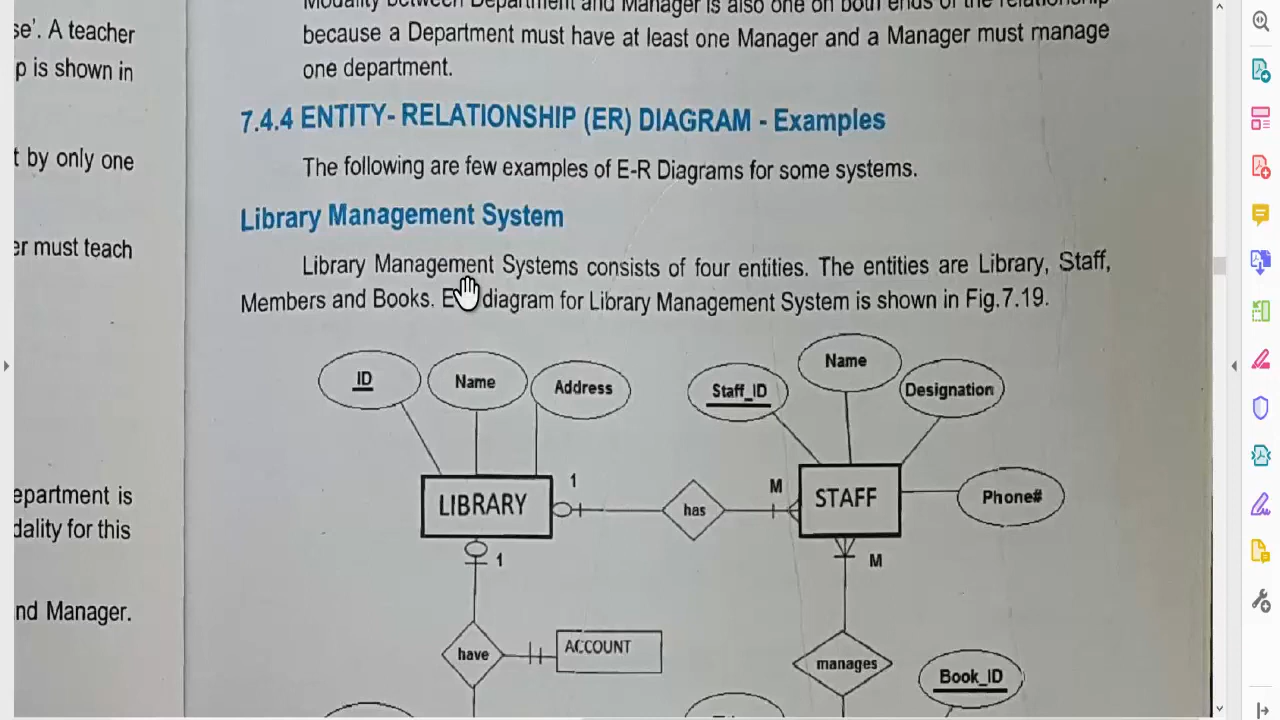 se'. A teacher
p is shown in
t by only one
er must teach
epartment is
dality for this
nd Manager.
Modality between Department and Manager is also one on both ends of the relationship
because a Department must have at least one Manager and a Manager must manage
one department.
7.4.4 ENTITY- RELATIONSHIP (ER) DIAGRAM - Examples
The following are few examples of E-R Diagrams for some systems.
Library Management System
Library Management Systems consists of four entities. The entities are Library, Staff,
Members and Books. diagram for Library Management System is shown in Fig.7.19.
ID Name Address Staff_ID Name Designation
LIBRARY 1 has M STAFF Phone#
1 M
have ACCOUNT manages Book_ID